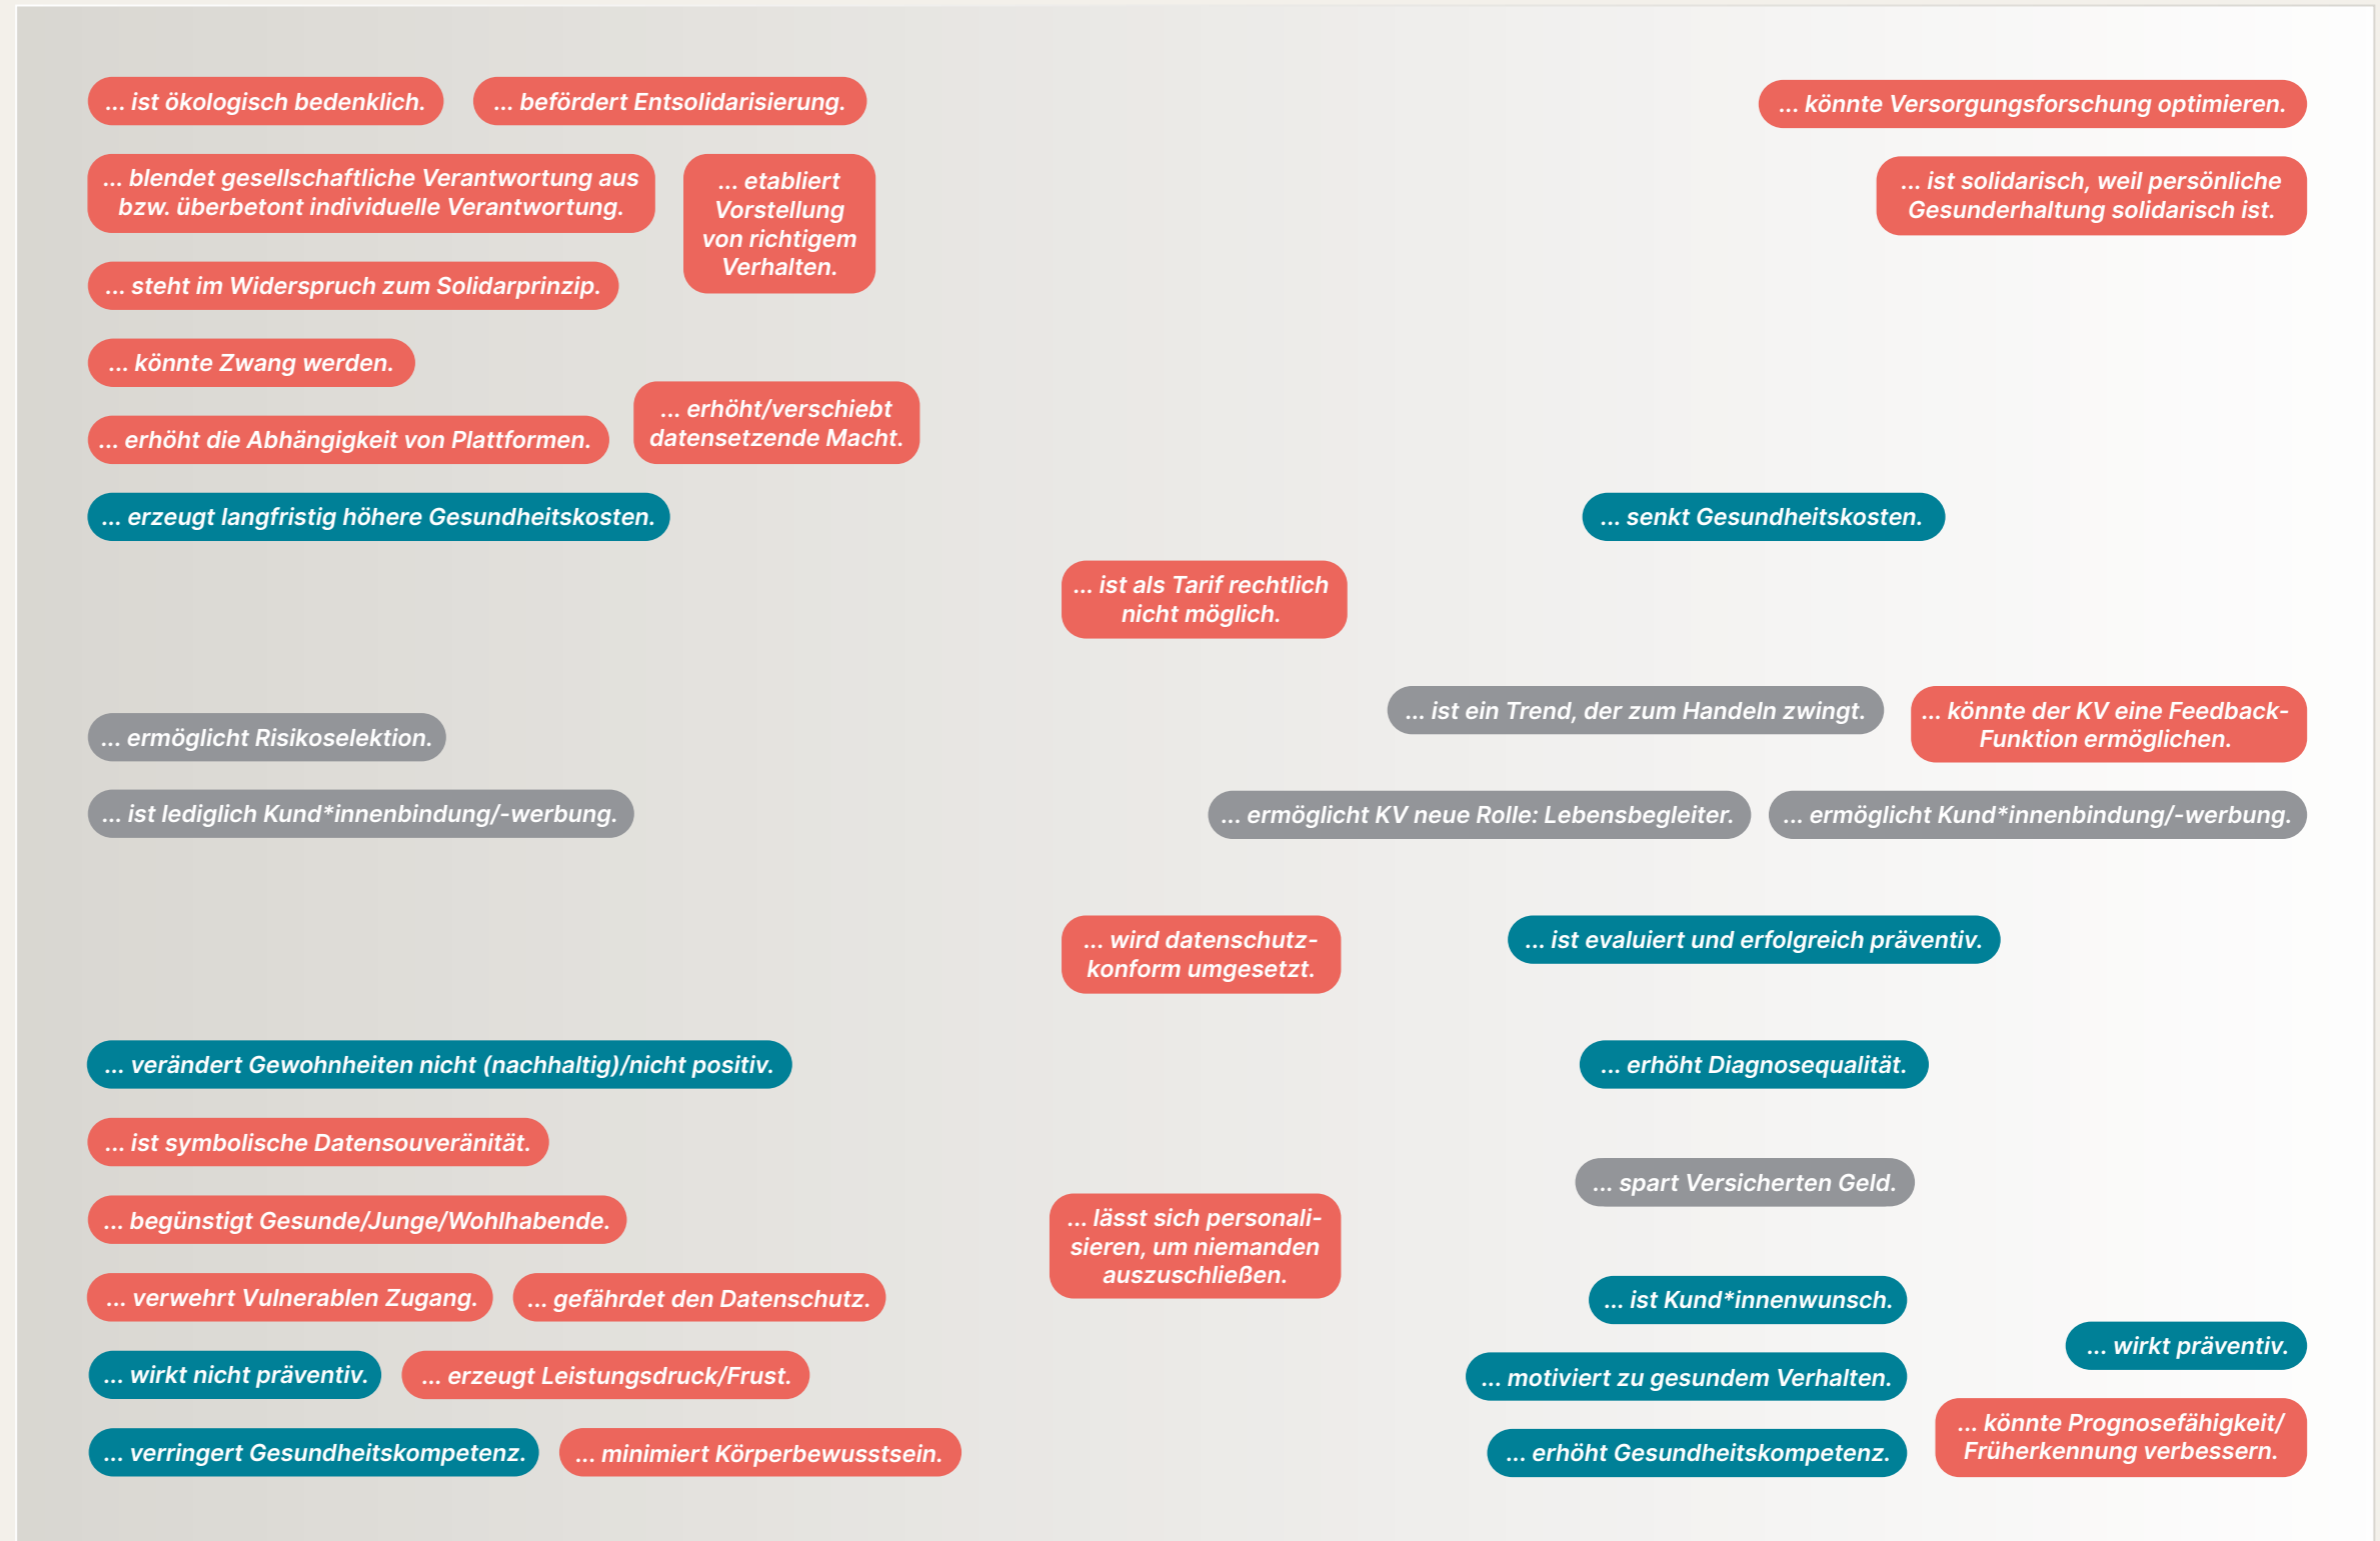 ... ist ökologisch bedenklich.
... befördert Entsolidarisierung.
... könnte Versorgungsforschung optimieren.
... blendet gesellschaftliche Verantwortung aus
bzw. überbetont individuelle Verantwortung.
... etabliert
Vorstellung
von richtigem
Verhalten.
... ist solidarisch, weil persönliche
Gesunderhaltung solidarisch ist.
... steht im Widerspruch zum Solidarprinzip.
... könnte Zwang werden.
... erhöht/verschiebt
datensetzende Macht.
... erhöht die Abhängigkeit von Plattformen.
... erzeugt langfristig höhere Gesundheitskosten.
... senkt Gesundheitskosten.
... ist als Tarif rechtlich
nicht möglich.
... ist ein Trend, der zum Handeln zwingt.
... könnte der KV eine Feedback-
Funktion ermöglichen.
... ermöglicht Risikoselektion.
... ist lediglich Kund*innenbindung/-werbung.
... ermöglicht KV neue Rolle: Lebensbegleiter.
... ermöglicht Kund*innenbindung/-werbung.
... wird datenschutz-
konform umgesetzt.
... ist evaluiert und erfolgreich präventiv.
... verändert Gewohnheiten nicht (nachhaltig)/nicht positiv.
... erhöht Diagnosequalität.
... ist symbolische Datensouveränität.
... spart Versicherten Geld.
... begünstigt Gesunde/Junge/Wohlhabende.
... lässt sich personali-
sieren, um niemanden
auszuschließen.
... verwehrt Vulnerablen Zugang.
... gefährdet den Datenschutz.
... ist Kund*innenwunsch.
... wirkt präventiv.
... wirkt nicht präventiv.
... erzeugt Leistungsdruck/Frust.
... motiviert zu gesundem Verhalten.
... könnte Prognosefähigkeit/
Früherkennung verbessern.
... verringert Gesundheitskompetenz.
... minimiert Körperbewusstsein.
... erhöht Gesundheitskompetenz.